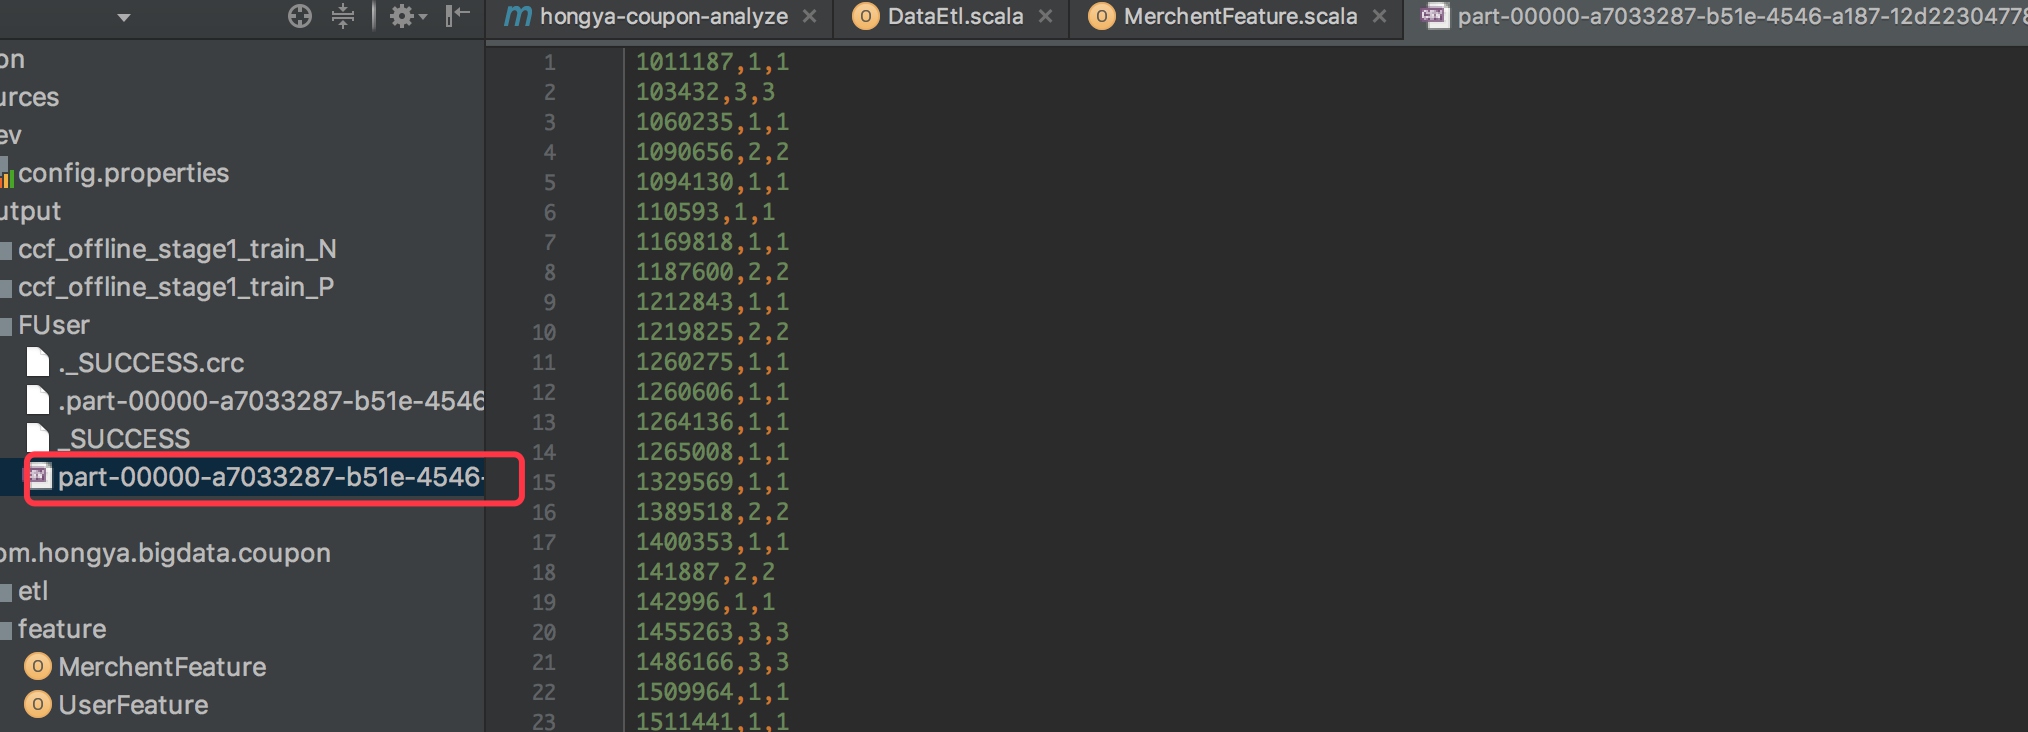 hongya-coupon-analyze
DataEtl.scala
MerchentFeature.scala
part-00000-a7033287-b51e-4546-a187-12d22304778
on
urces
ev
config.properties
utput
ccf_offline_stage1_train_N
ccf_offline_stage1_train_P
FUser
._SUCCESS.crc
.part-00000-a7033287-b51e-4546
_SUCCESS
part-00000-a7033287-b51e-4546-
om.hongya.bigdata.coupon
etl
feature
MerchentFeature
UserFeature
1 1011187,1,1
2 103432,3,3
3 1060235,1,1
4 1090656,2,2
5 1094130,1,1
6 110593,1,1
7 1169818,1,1
8 1187600,2,2
9 1212843,1,1
10 1219825,2,2
11 1260275,1,1
12 1260606,1,1
13 1264136,1,1
14 1265008,1,1
15 1329569,1,1
16 1389518,2,2
17 1400353,1,1
18 141887,2,2
19 142996,1,1
20 1455263,3,3
21 1486166,3,3
22 1509964,1,1
23 1511441,1,1